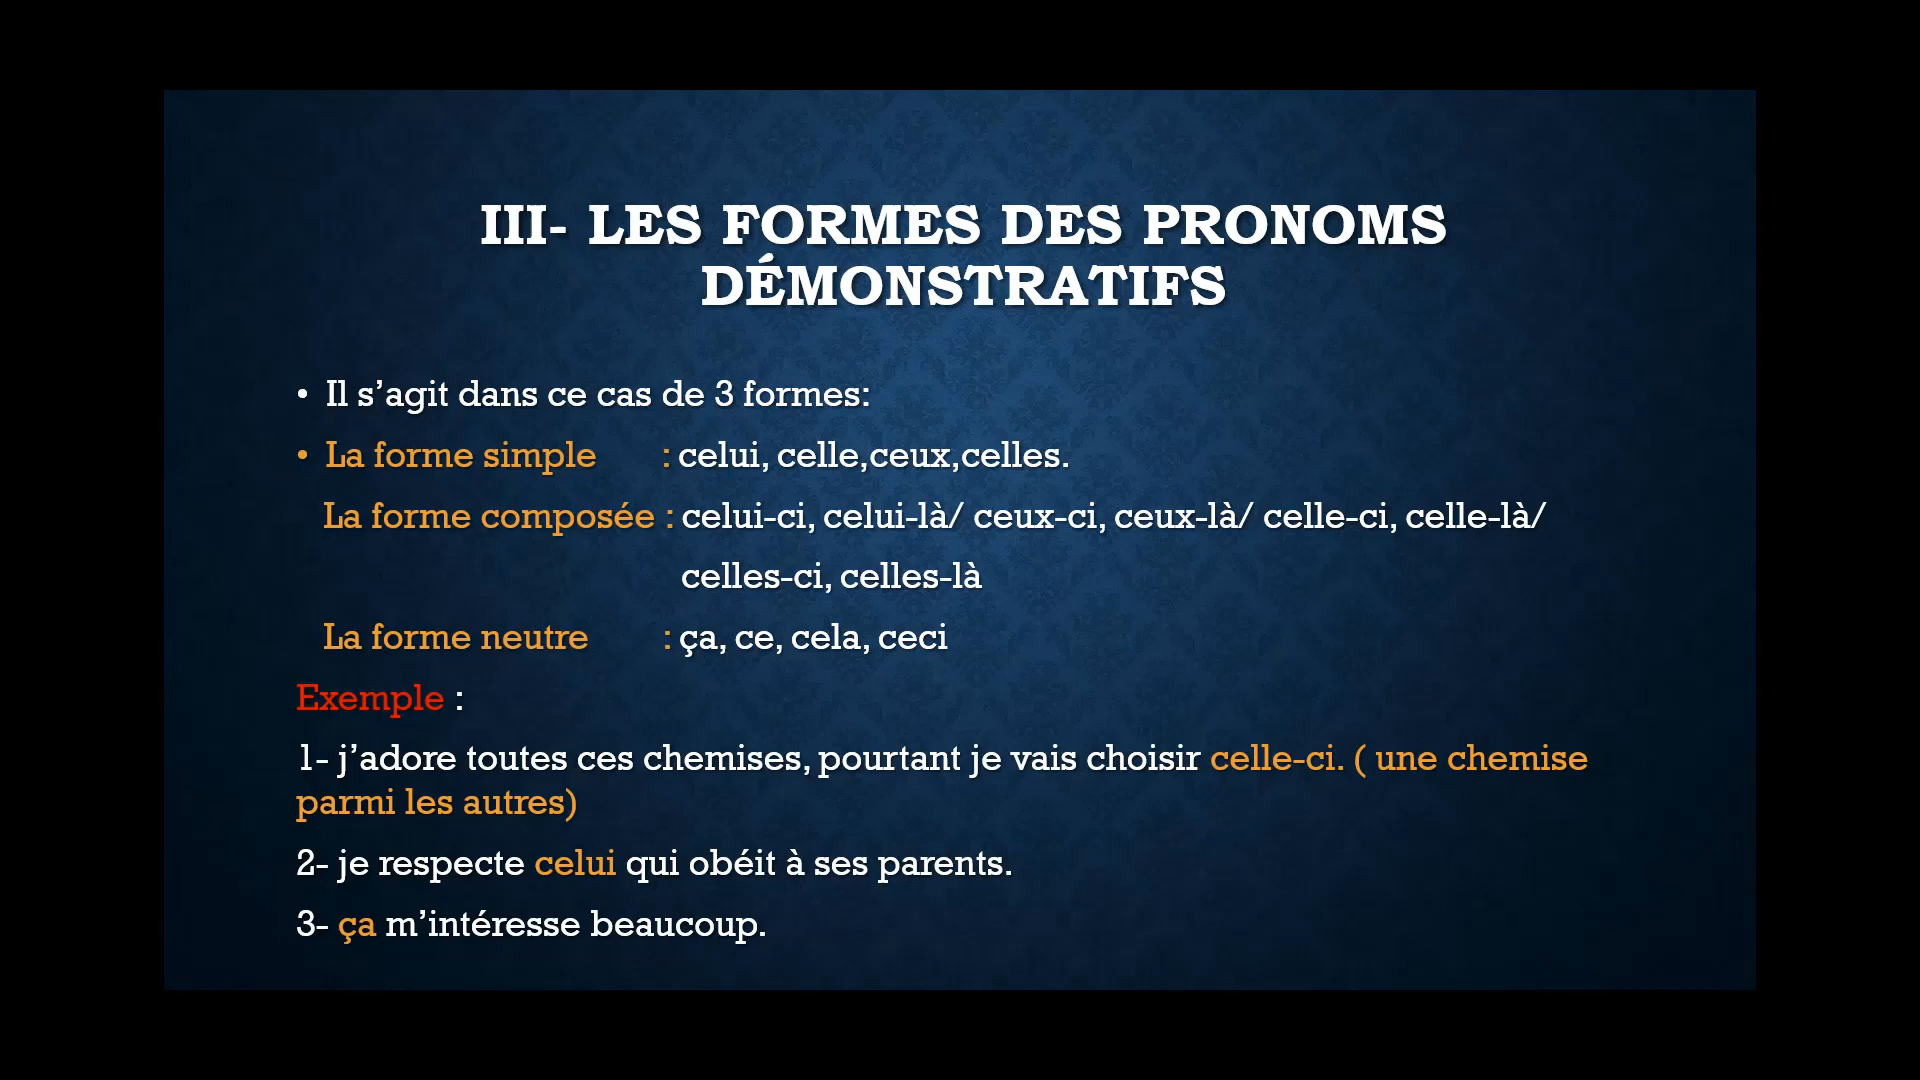 III- LES FORMES DES PRONOMS
DÉMONSTRATIFS
• Il s’agit dans ce cas de 3 formes:
• La forme simple : celui, celle,ceux,celles.
La forme composée : celui-ci, celui-là/ ceux-ci, ceux-là/ celle-ci, celle-là/
celles-ci, celles-là
La forme neutre : ça, ce, cela, ceci
Exemple :
1- j’adore toutes ces chemises, pourtant je vais choisir celle-ci. ( une chemise
parmi les autres)
2- je respecte celui qui obéit à ses parents.
3- ça m’intéresse beaucoup.